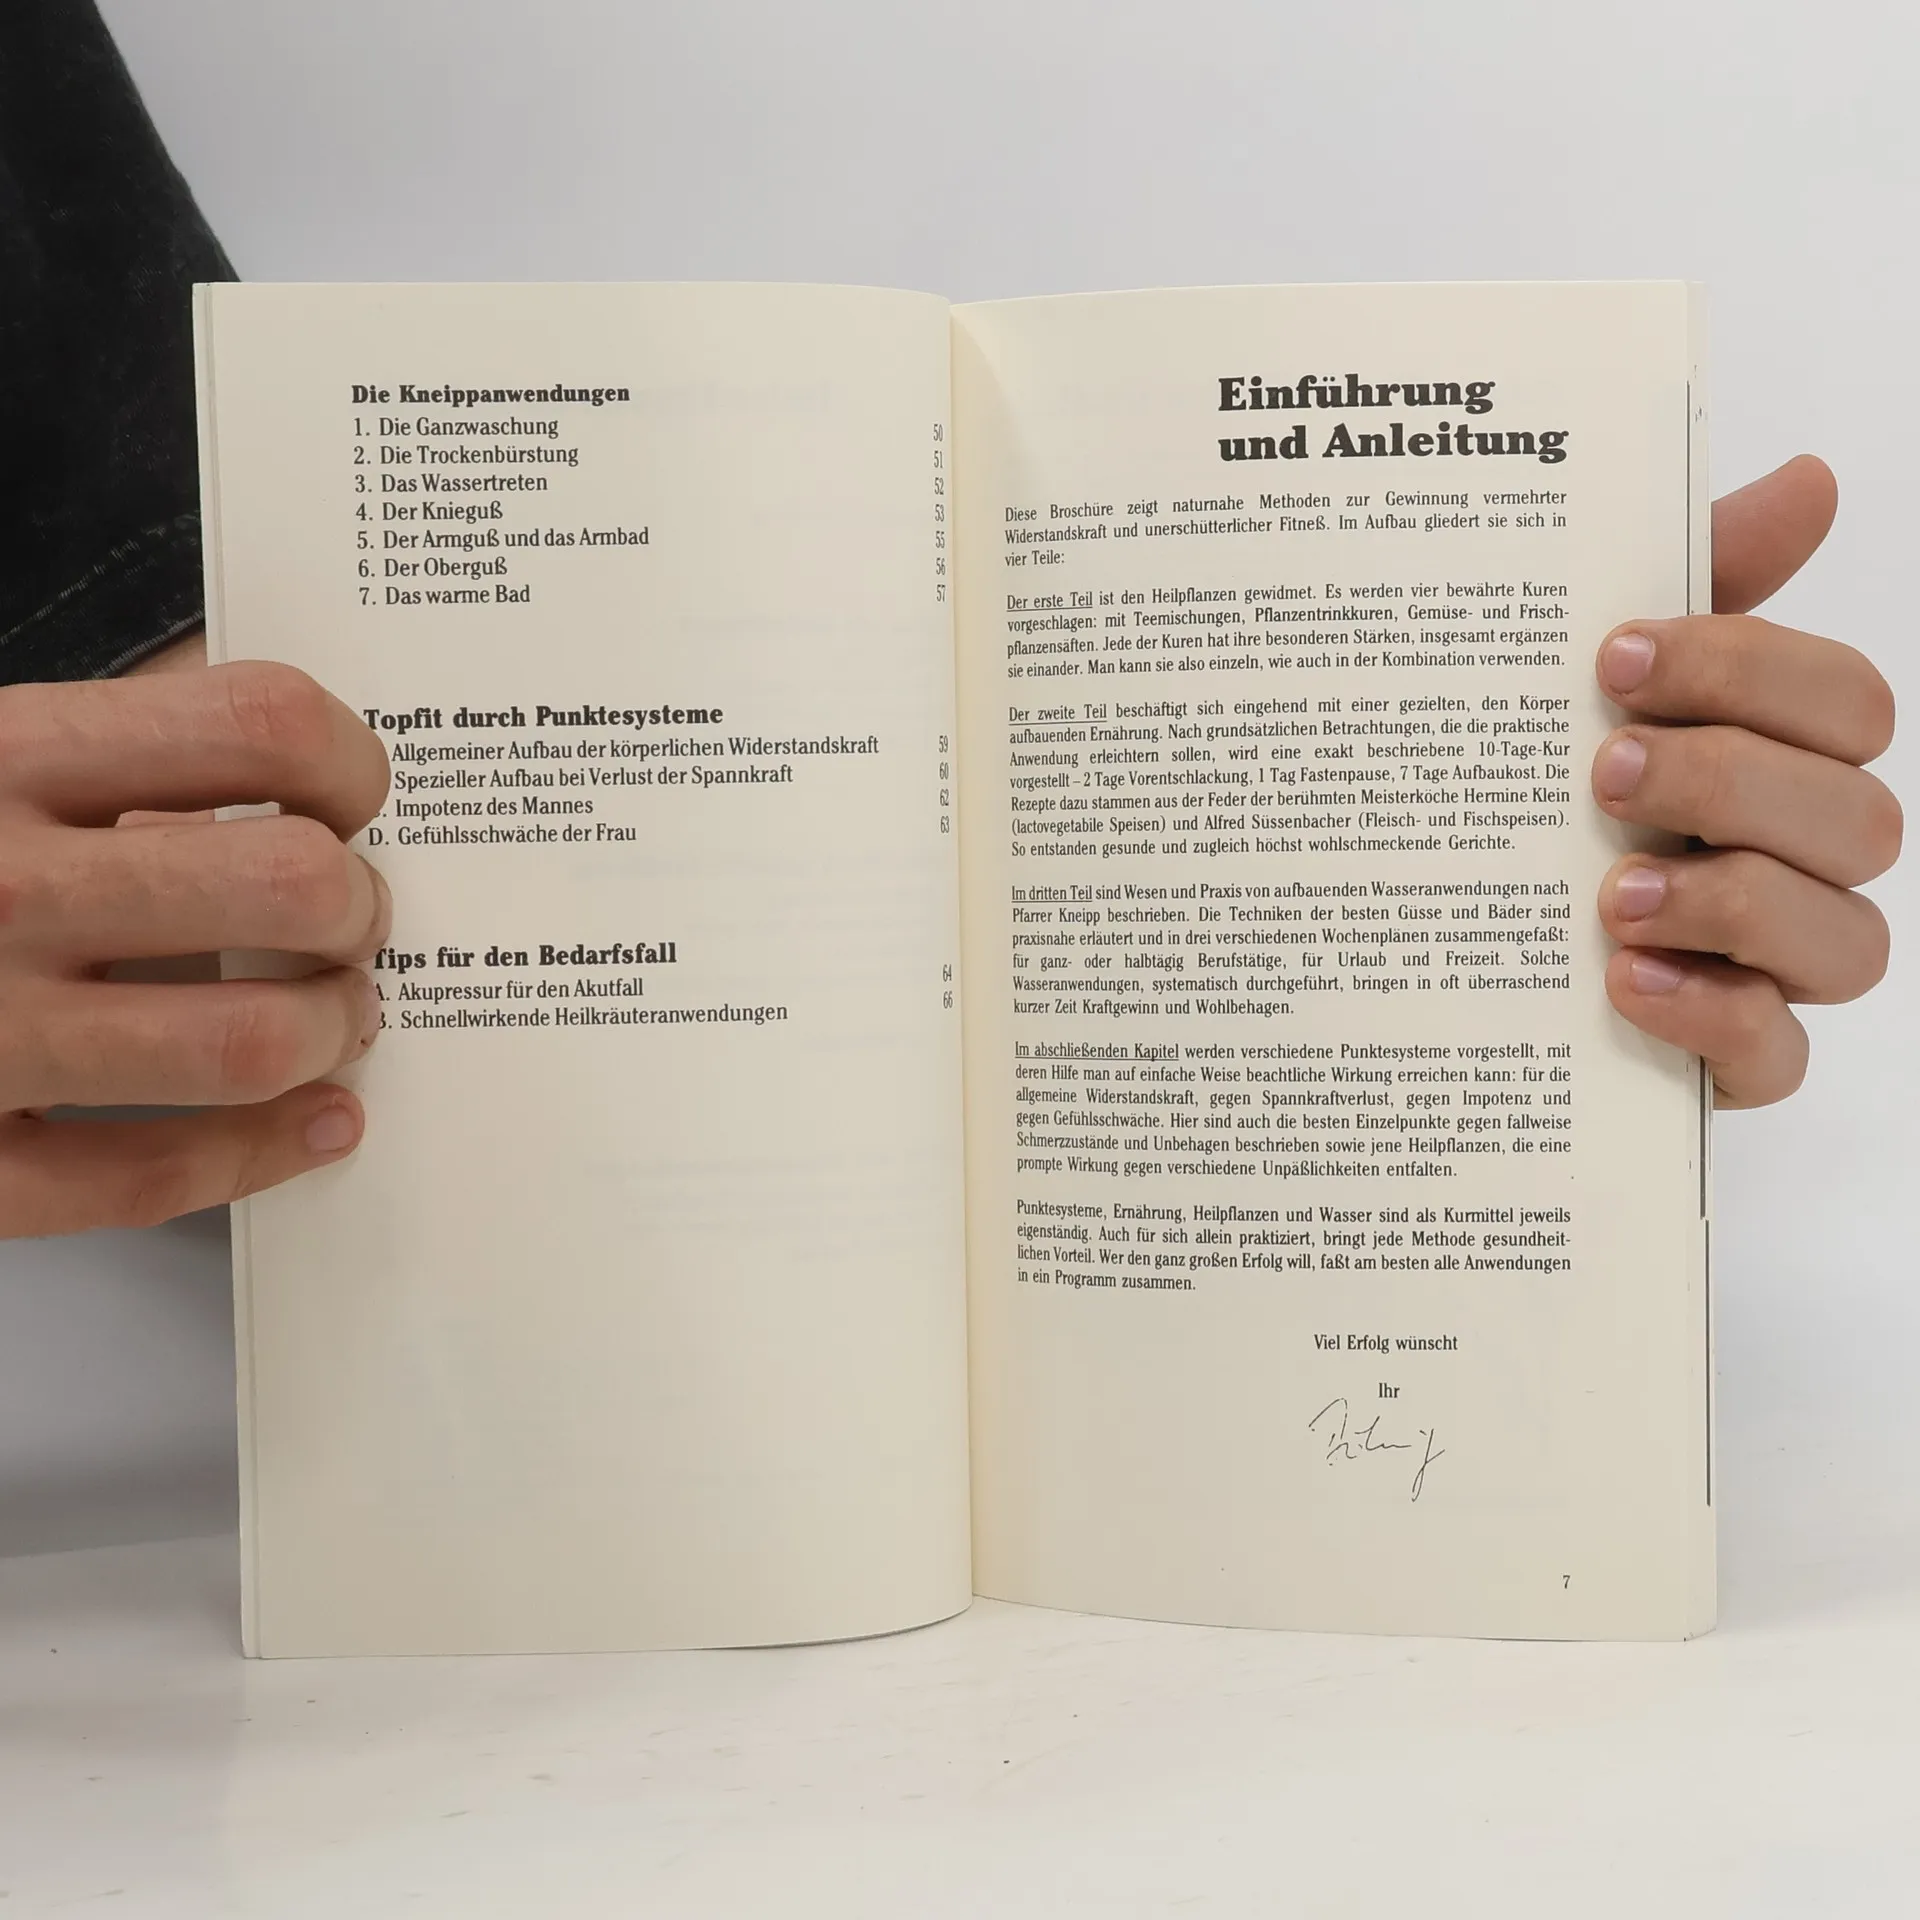 Die Kneippanwendungen
1. Die Ganzwaschung 50
2. Die Trockenbürstung 51
3. Das Wassertreten 52
4. Der Knieguß 53
5. Der Armguß und das Armbad 55
6. Der Oberguß 56
7. Das warme Bad 57
Topfit durch Punktesysteme
Allgemeiner Aufbau der körperlichen Widerstandskraft 59
Spezieller Aufbau bei Verlust der Spannkraft 60
. Impotenz des Mannes 62
D. Gefühlsschwäche der Frau 63
Tips für den Bedarfsfall
A. Akupressur für den Akutfall 64
B. Schnellwirkende Heilkräuteranwendungen 66
Einführung
und Anleitung
Diese Broschüre zeigt naturnahe Methoden zur Gewinnung vermehrter
Widerstandskraft und unerschütterlicher Fitneß. Im Aufbau gliedert sie sich in
vier Teile:
Der erste Teil ist den Heilpflanzen gewidmet. Es werden vier bewährte Kuren
vorgeschlagen: mit Teemischungen, Pflanzentrinkkuren, Gemüse- und Frisch-
pflanzensäften. Jede der Kuren hat ihre besonderen Stärken, insgesamt ergänzen
sie einander. Man kann sie also einzeln, wie auch in der Kombination verwenden.
Der zweite Teil beschäftigt sich eingehend mit einer gezielten, den Körper
aufbauenden Ernährung. Nach grundsätzlichen Betrachtungen, die die praktische
Anwendung erleichtern sollen, wird eine exakt beschriebene 10-Tage-Kur
vorgestellt – 2 Tage Vorentschlackung, 1 Tag Fastenpause, 7 Tage Aufbaukost. Die
Rezepte dazu stammen aus der Feder der berühmten Meisterköche Hermine Klein
(lactovegetabile Speisen) und Alfred Süssenbacher (Fleisch- und Fischspeisen).
So entstanden gesunde und zugleich höchst wohlschmeckende Gerichte.
Im dritten Teil sind Wesen und Praxis von aufbauenden Wasseranwendungen nach
Pfarrer Kneipp beschrieben. Die Techniken der besten Güsse und Bäder sind
praxisnahe erläutert und in drei verschiedenen Wochenplänen zusammengefaßt:
für ganz- oder halbtägig Berufstätige, für Urlaub und Freizeit. Solche
Wasseranwendungen, systematisch durchgeführt, bringen in oft überraschend
kurzer Zeit Kraftgewinn und Wohlbehagen.
Im abschließenden Kapitel werden verschiedene Punktesysteme vorgestellt, mit
deren Hilfe man auf einfache Weise beachtliche Wirkung erreichen kann: für die
allgemeine Widerstandskraft, gegen Spannkraftverlust, gegen Impotenz und
gegen Gefühlsschwäche. Hier sind auch die besten Einzelpunkte gegen fallweise
Schmerzzustände und Unbehagen beschrieben sowie jene Heilpflanzen, die eine
prompte Wirkung gegen verschiedene Unpäßlichkeiten entfalten.
Punktesysteme, Ernährung, Heilpflanzen und Wasser sind als Kurmittel jeweils
eigenständig. Auch für sich allein praktiziert, bringt jede Methode gesundheit-
lichen Vorteil. Wer den ganz großen Erfolg will, faßt am besten alle Anwendungen
in ein Programm zusammen.
Viel Erfolg wünscht
Ihr
7